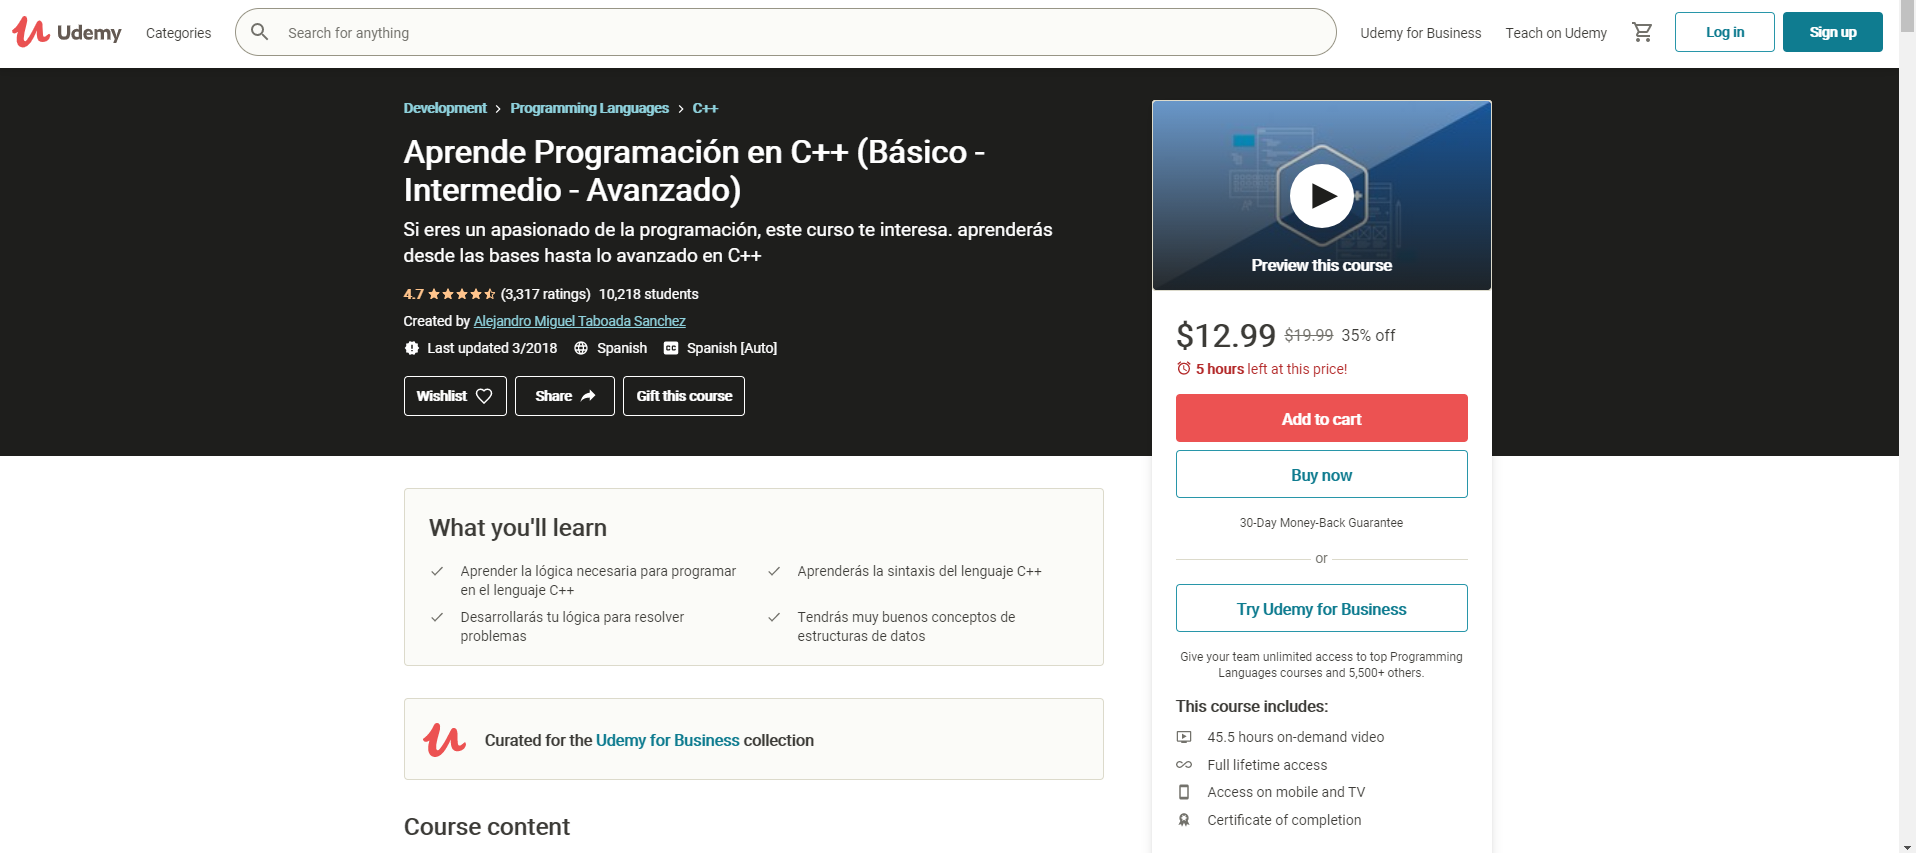 Udemy
Categories
Search for anything
Udemy for Business
Teach on Udemy
Log in
Sign up
Development > Programming Languages > C++
Aprende Programación en C++ (Básico -
Intermedio - Avanzado)
Si eres un apasionado de la programación, este curso te interesa. aprenderás
desde las bases hasta lo avanzado en C++
4.7 (3,317 ratings) 10,218 students
Created by Alejandro Miguel Taboada Sanchez
Last updated 3/2018 Spanish CC Spanish [Auto]
Wishlist
Share
Gift this course
Preview this course
$12.99 $19.99 35% off
5 hours left at this price!
Add to cart
Buy now
30-Day Money-Back Guarantee
or
Try Udemy for Business
Give your team unlimited access to top Programming
Languages courses and 5,500+ others.
This course includes:
45.5 hours on-demand video
Full lifetime access
Access on mobile and TV
Certificate of completion
What you'll learn
Aprender la lógica necesaria para programar
en el lenguaje C++
Aprenderás la sintaxis del lenguaje C++
Desarrollarás tu lógica para resolver
problemas
Tendrás muy buenos conceptos de
estructuras de datos
Curated for the Udemy for Business collection
Course content